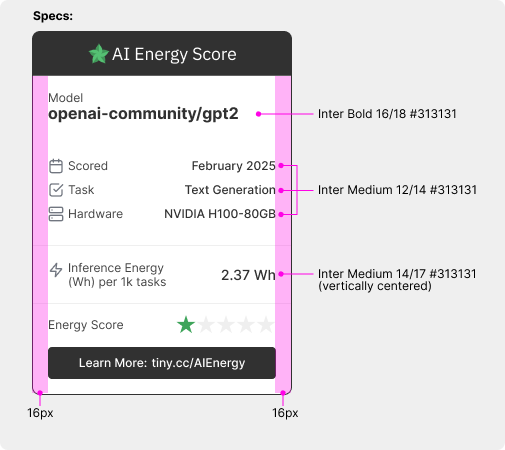 Specs:
AI Energy Score
Model
openai-community/gpt2
Inter Bold 16/18 #313131
Scored February 2025
Task Text Generation
Inter Medium 12/14 #313131
Hardware NVIDIA H100-80GB
Inference Energy
(Wh) per 1k tasks
2.37 Wh
Inter Medium 14/17 #313131
(vertically centered)
Energy Score
Learn More: tiny.cc/AIEnergy
16px 16px